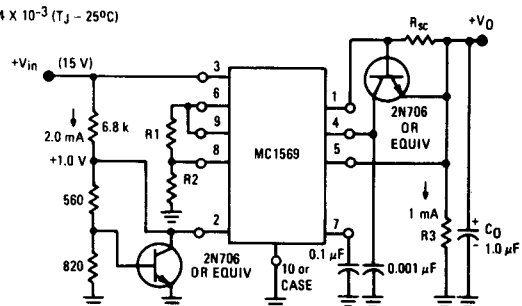 4 X 10⁻³ (TJ – 25ºC)
+Vin (15 V)
3
Rsc
+VO
6
1
2N706
OR
EQUIV
2.0 mA
6.8 k
R1
9
4
+1.0 V
8
MC1569
5
R2
560
1 mA
R3
+
CO
–
1.0 µF
2
7
0.1 µF
0.001 µF
820
2N706
OR EQUIV
10 or
CASE